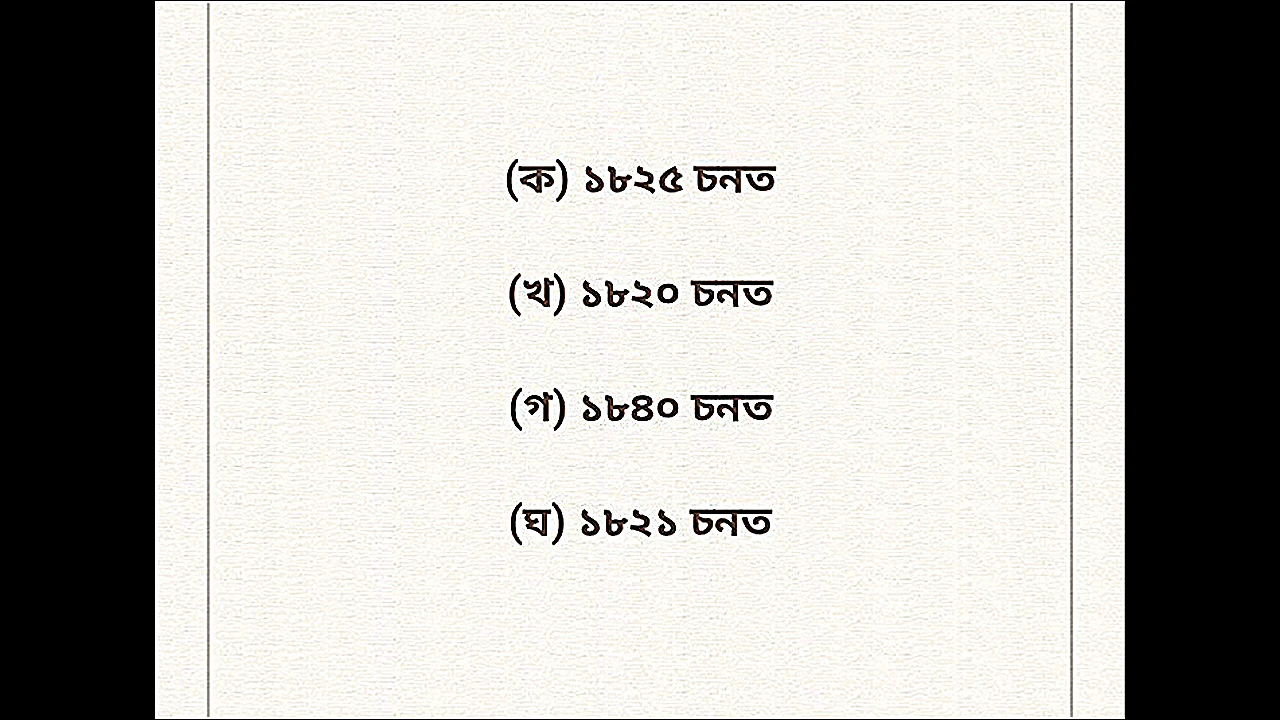 (ক) ১৮২৫ চনত
(খ) ১৮২০ চনত
(গ) ১৮৪০ চনত
(ঘ) ১৮২১ চনত